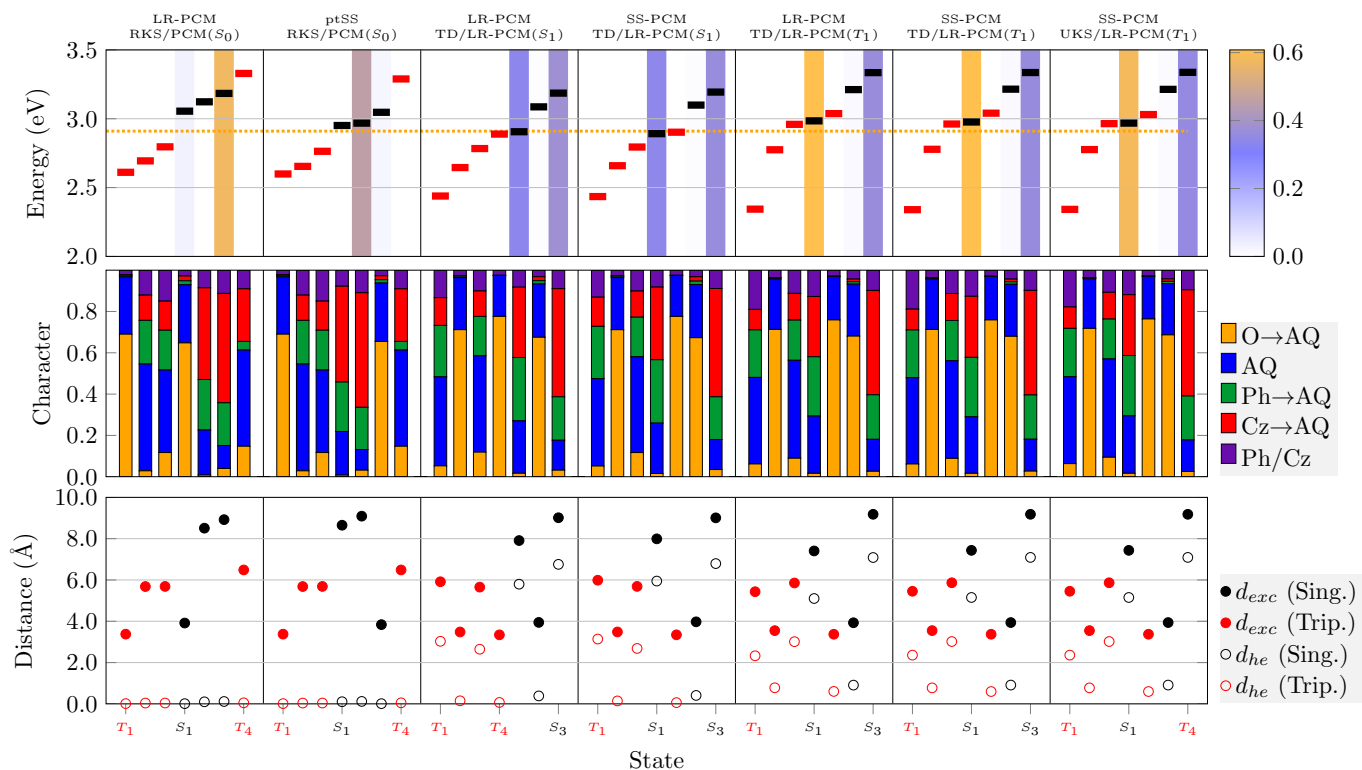 LR-PCM ptSS LR-PCM SS-PCM LR-PCM SS-PCM SS-PCM
RKS/PCM(S0) RKS/PCM(S0) TD/LR-PCM(S1) TD/LR-PCM(S1) TD/LR-PCM(T1) TD/LR-PCM(T1) UKS/LR-PCM(T1)
3.5
3.0
2.5
2.0
Energy (eV)
0.6
0.4
0.2
0.0
0.8
0.6
0.4
0.2
0.0
Character
O→AQ
AQ
Ph→AQ
Cz→AQ
Ph/Cz
10.0
8.0
6.0
4.0
2.0
0.0
Distance (Å)
dexc (Sing.)
dexc (Trip.)
dhe (Sing.)
dhe (Trip.)
T1 S1 T4 T1 S1 T4 T1 T4 S3 T1 S1 S3 T1 S1 S3 T1 S1 S3 T1 S1 T4
State